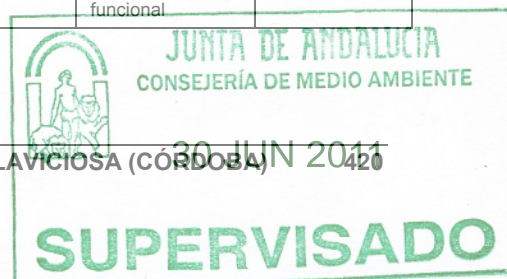 funcional
JUNTA DE ANDALUCIA
CONSEJERÍA DE MEDIO AMBIENTE
30 JUN 2011
LAVICIOSA (CÓRDOBA) 420
SUPERVISADO